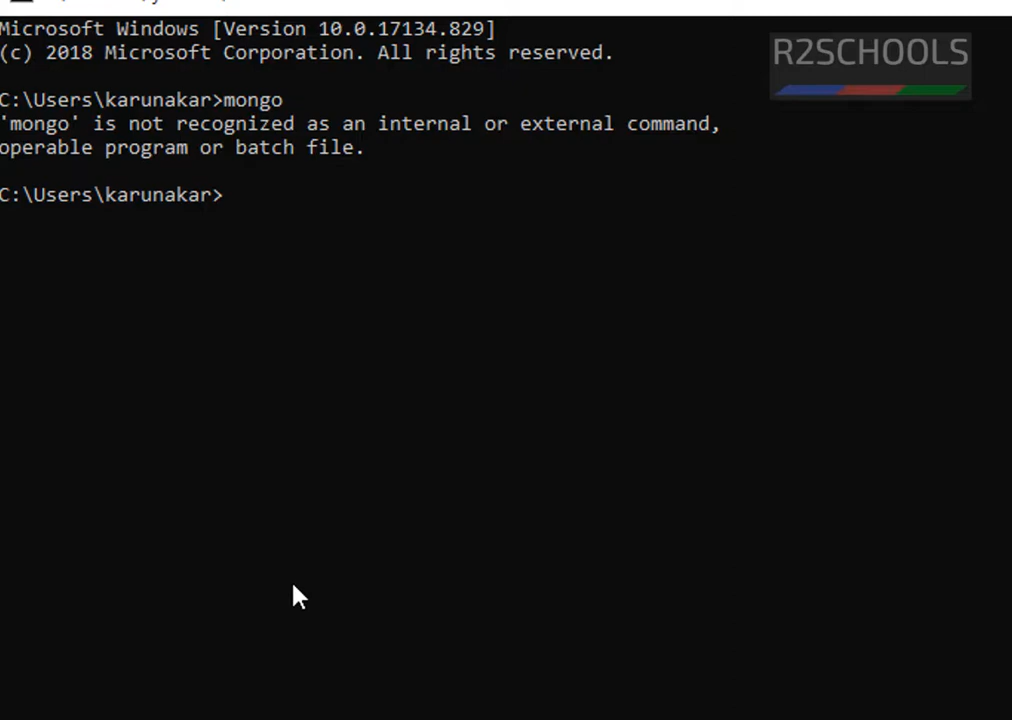 Microsoft Windows [Version 10.0.17134.829]
(c) 2018 Microsoft Corporation. All rights reserved.
R2SCHOOLS
C:\Users\karunakar>mongo
'mongo' is not recognized as an internal or external command,
operable program or batch file.
C:\Users\karunakar>